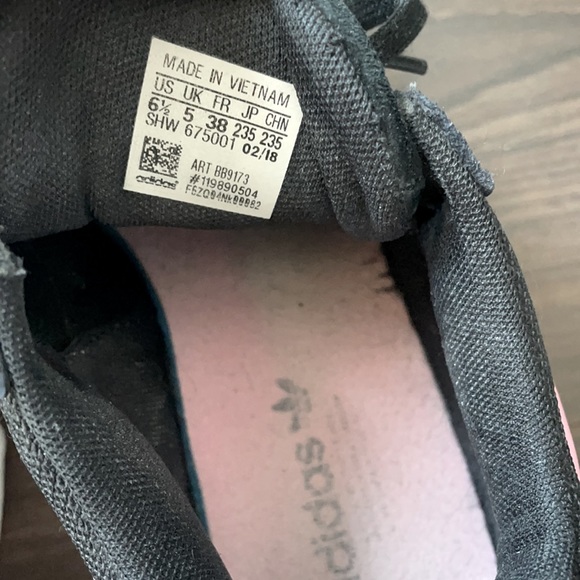 MADE IN VIETNAM
US UK FR JP CHN
6½ 5 38 235 235
SHW 675001 02/18
ART BB9173
#119890504
adidas
adidas